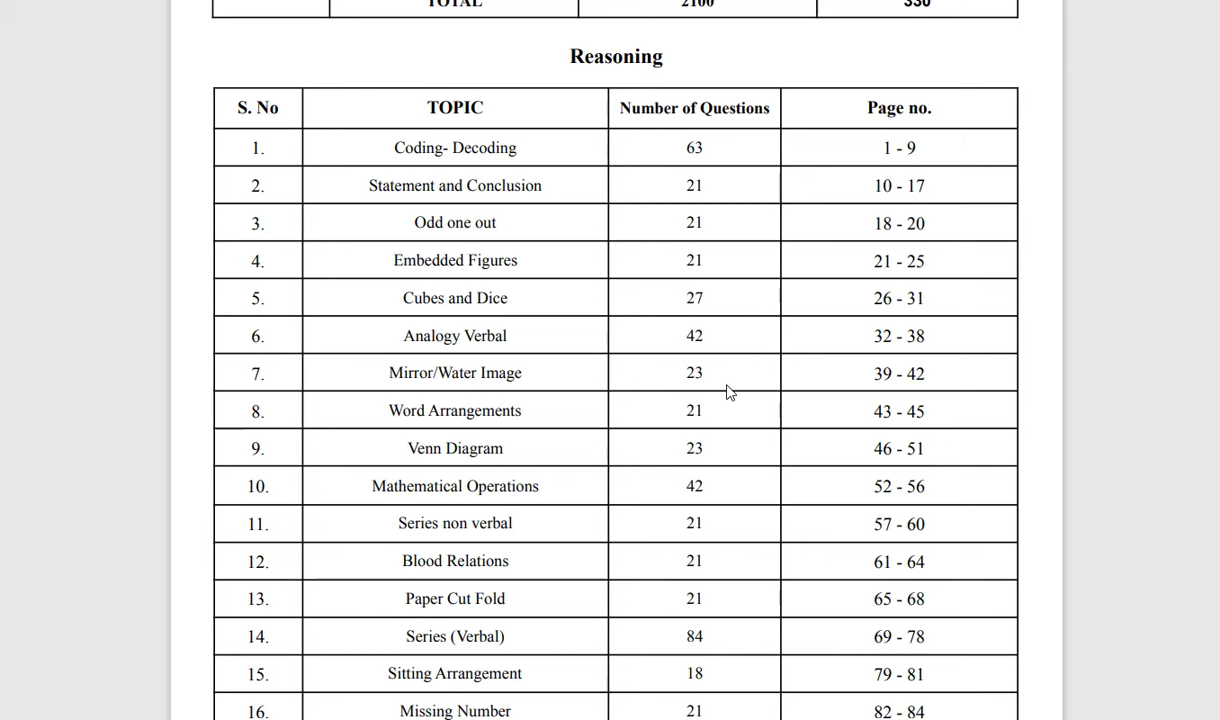 TOTAL 2100 330
Reasoning
S. No TOPIC Number of Questions Page no.
1. Coding- Decoding 63 1 - 9
2. Statement and Conclusion 21 10 - 17
3. Odd one out 21 18 - 20
4. Embedded Figures 21 21 - 25
5. Cubes and Dice 27 26 - 31
6. Analogy Verbal 42 32 - 38
7. Mirror/Water Image 23 39 - 42
8. Word Arrangements 21 43 - 45
9. Venn Diagram 23 46 - 51
10. Mathematical Operations 42 52 - 56
11. Series non verbal 21 57 - 60
12. Blood Relations 21 61 - 64
13. Paper Cut Fold 21 65 - 68
14. Series (Verbal) 84 69 - 78
15. Sitting Arrangement 18 79 - 81
16. Missing Number 21 82 - 84